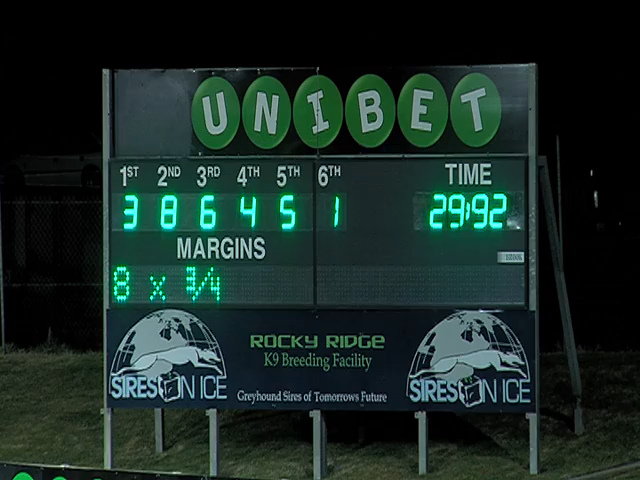 UNIBET
1ST 2ND 3RD 4TH 5TH 6TH TIME
3 8 6 4 5 1 29:92
MARGINS
8 x 3/4
ROCKY RIDGE
K9 Breeding Facility
SIRES ON ICE
Greyhound Sires of Tomorrows Future
SIRES ON ICE